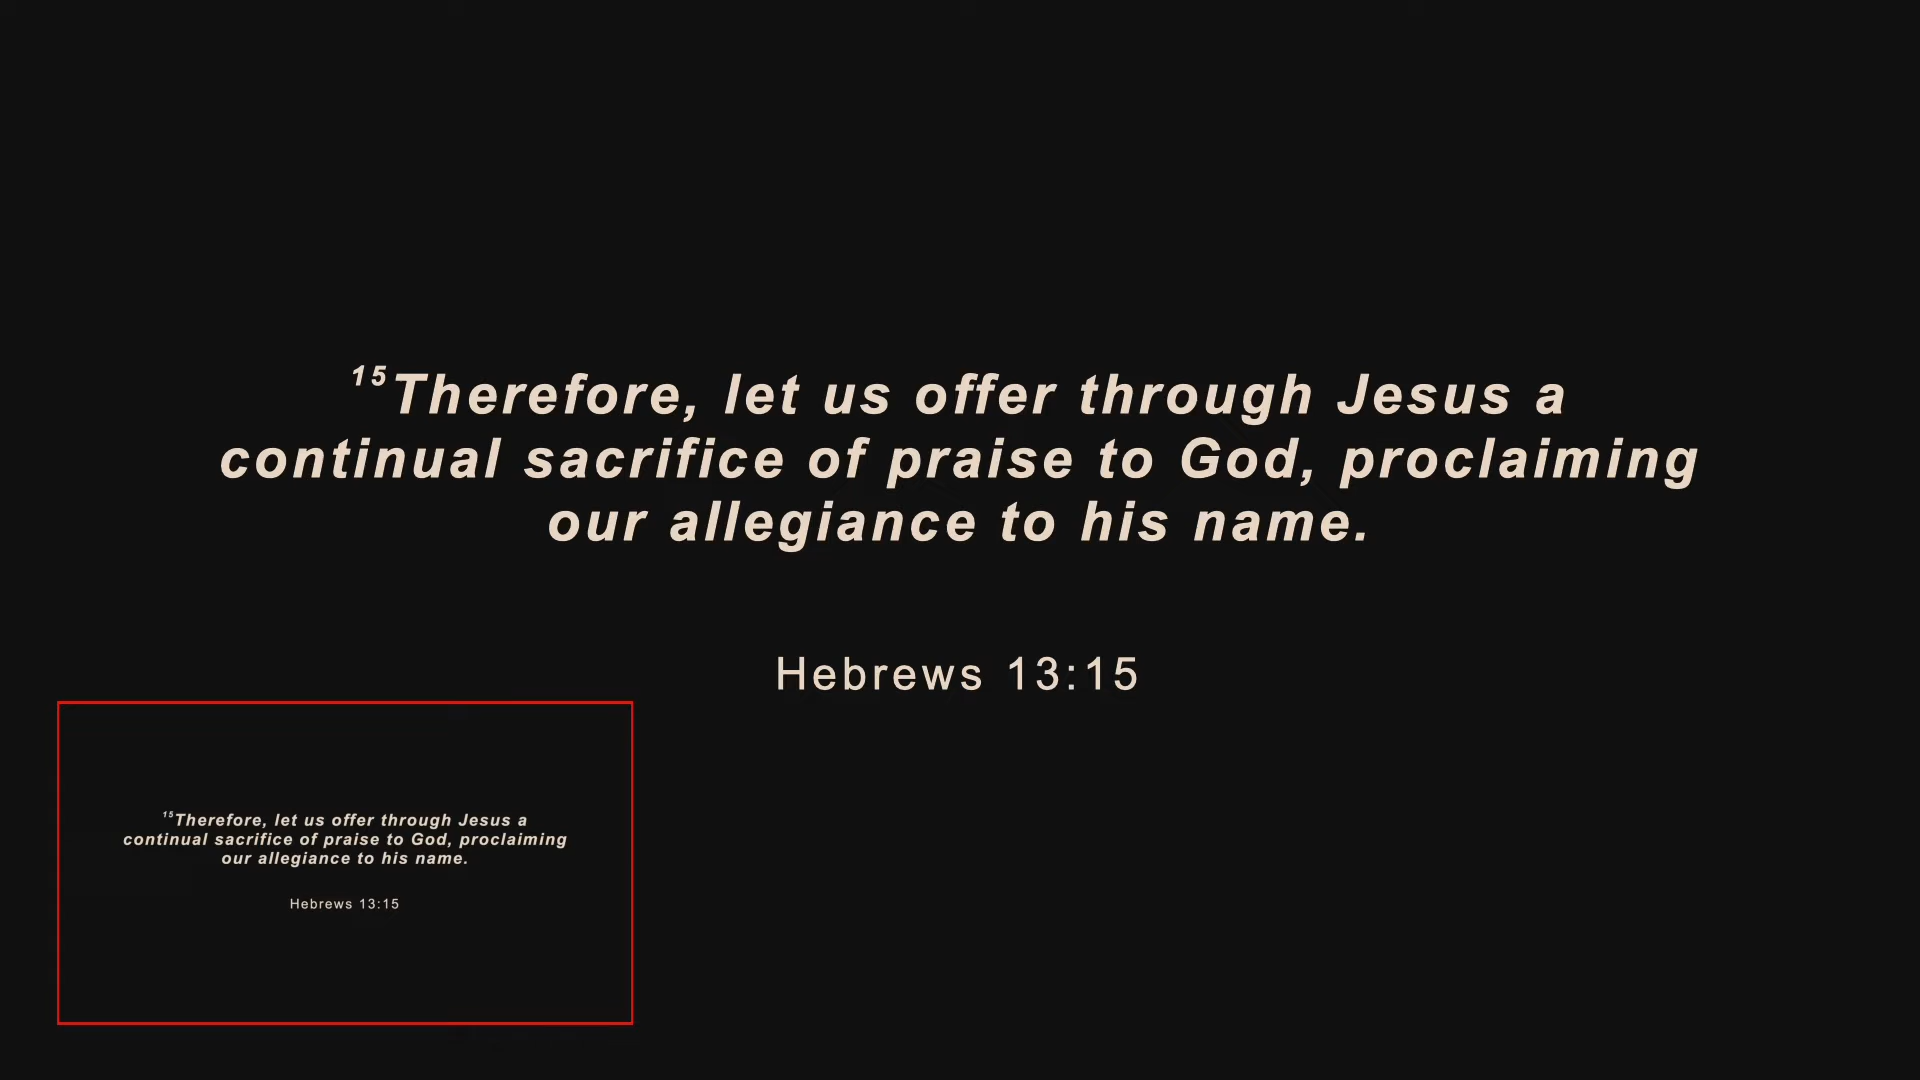 ¹⁵Therefore, let us offer through Jesus a
continual sacrifice of praise to God, proclaiming
our allegiance to his name.
Hebrews 13:15
¹⁵Therefore, let us offer through Jesus a
continual sacrifice of praise to God, proclaiming
our allegiance to his name.
Hebrews 13:15